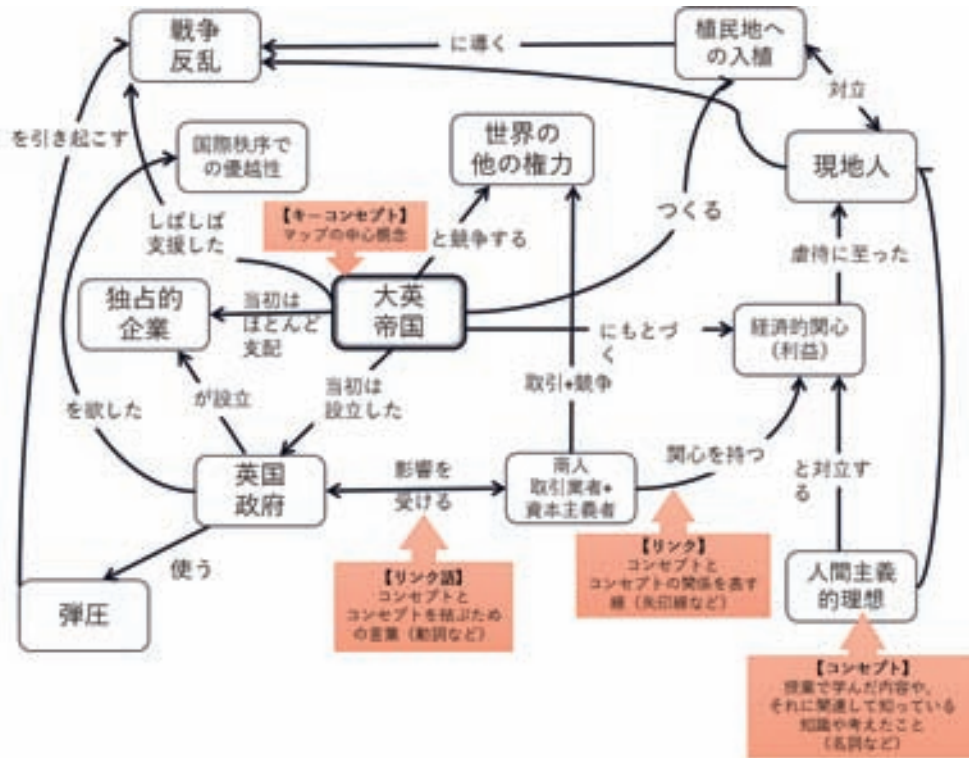 戦争
反乱
に導く
植民地へ
の入植
対立
を引き起こす
国際秩序で
の優越性
世界の
他の権力
現地人
しばしば
支援した
【キーコンセプト】
マップの中心概念
と競争する
つくる
虐待に至った
独占的
企業
当初は
ほとんど
支配
大英
帝国
にもとづ
く
経済的関心
(利益)
を欲した
が設立
当初は
設立した
取引+競争
英国
政府
影響を
受ける
商人
取引業者+
資本主義者
関心を持つ
と対立す
る
使う
弾圧
【リンク語】
コンセプトと
コンセプトを結ぶため
の言葉(動詞など)
【リンク】
コンセプトと
コンセプトの関係を表す
線(矢印線など)
人間主義
的理想
【コンセプト】
授業で学んだ内容や、
それに関連して知っている
知識や考えたこと
(名詞など)